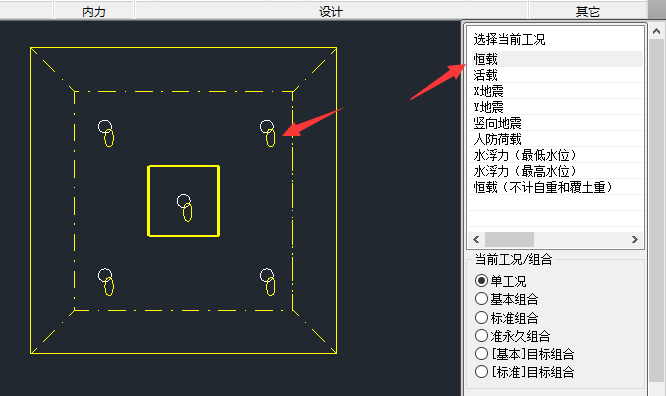 内力 设计 其它
选择当前工况
恒载
活载
X地震
Y地震
竖向地震
人防荷载
水浮力（最低水位）
水浮力（最高水位）
恒载（不计自重和覆土重）
当前工况/组合
单工况
基本组合
标准组合
准永久组合
[基本]目标组合
[标准]目标组合